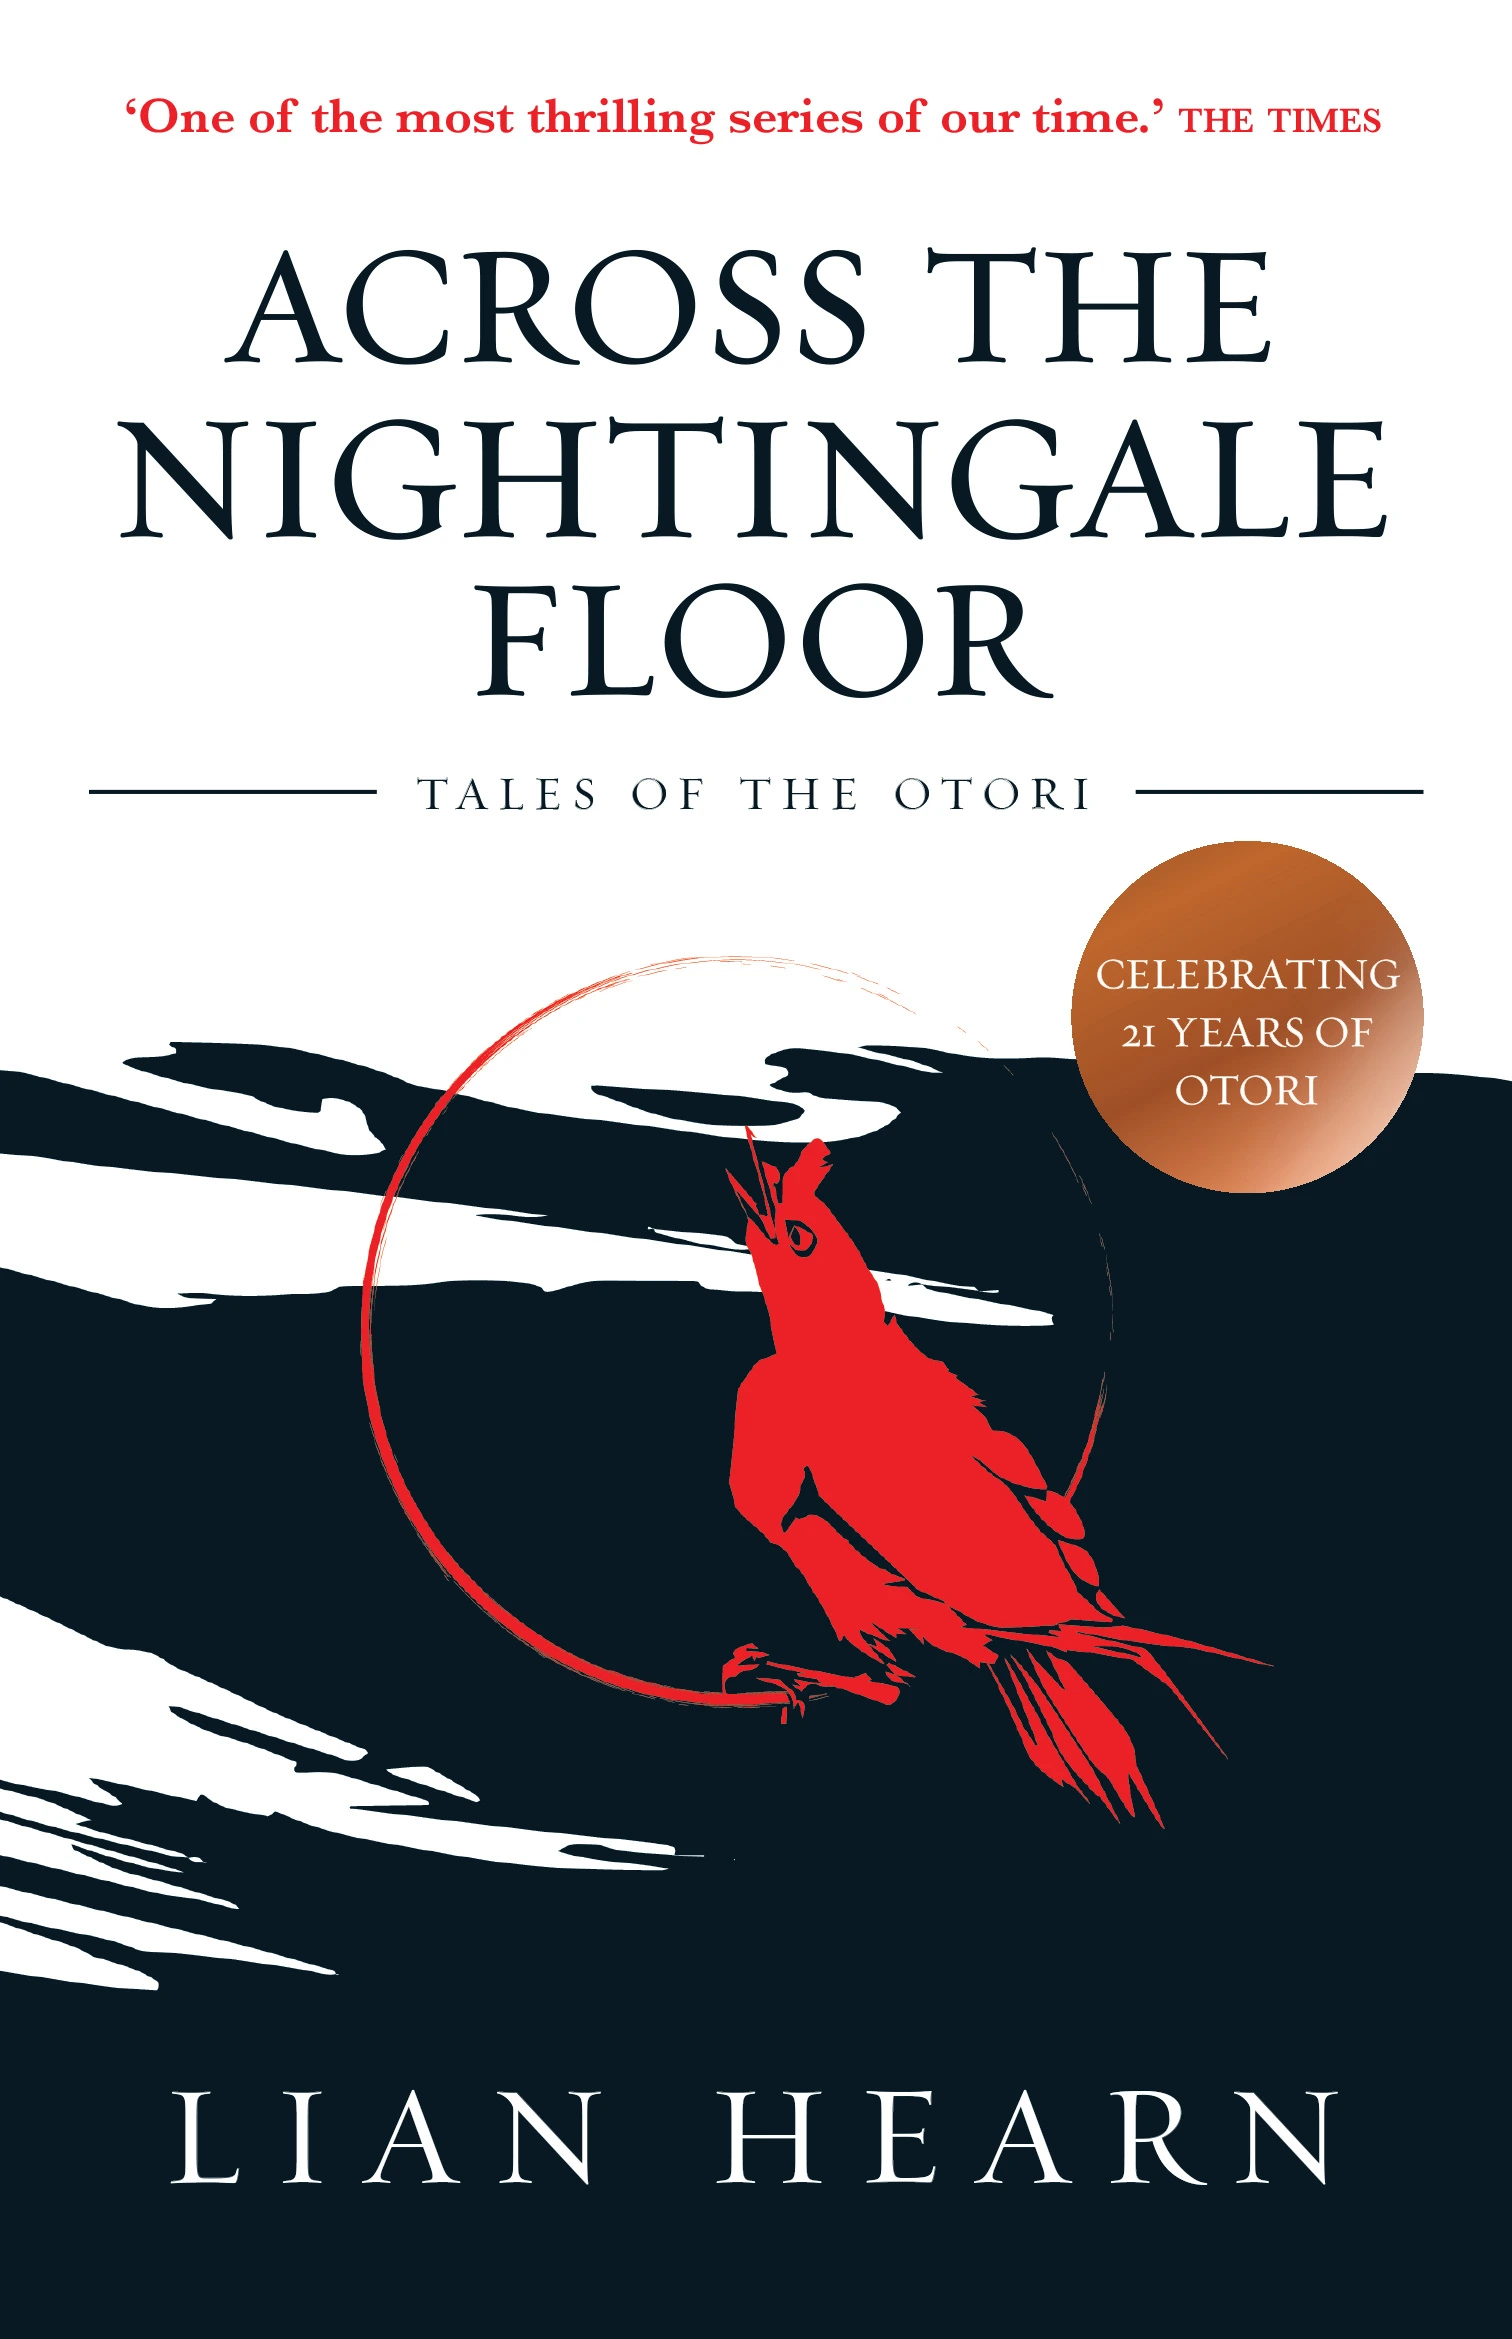 ‘One of the most thrilling series of our time.’ THE TIMES
ACROSS THE
NIGHTINGALE
FLOOR
TALES OF THE OTORI
CELEBRATING
21 YEARS OF
OTORI
LIAN HEARN